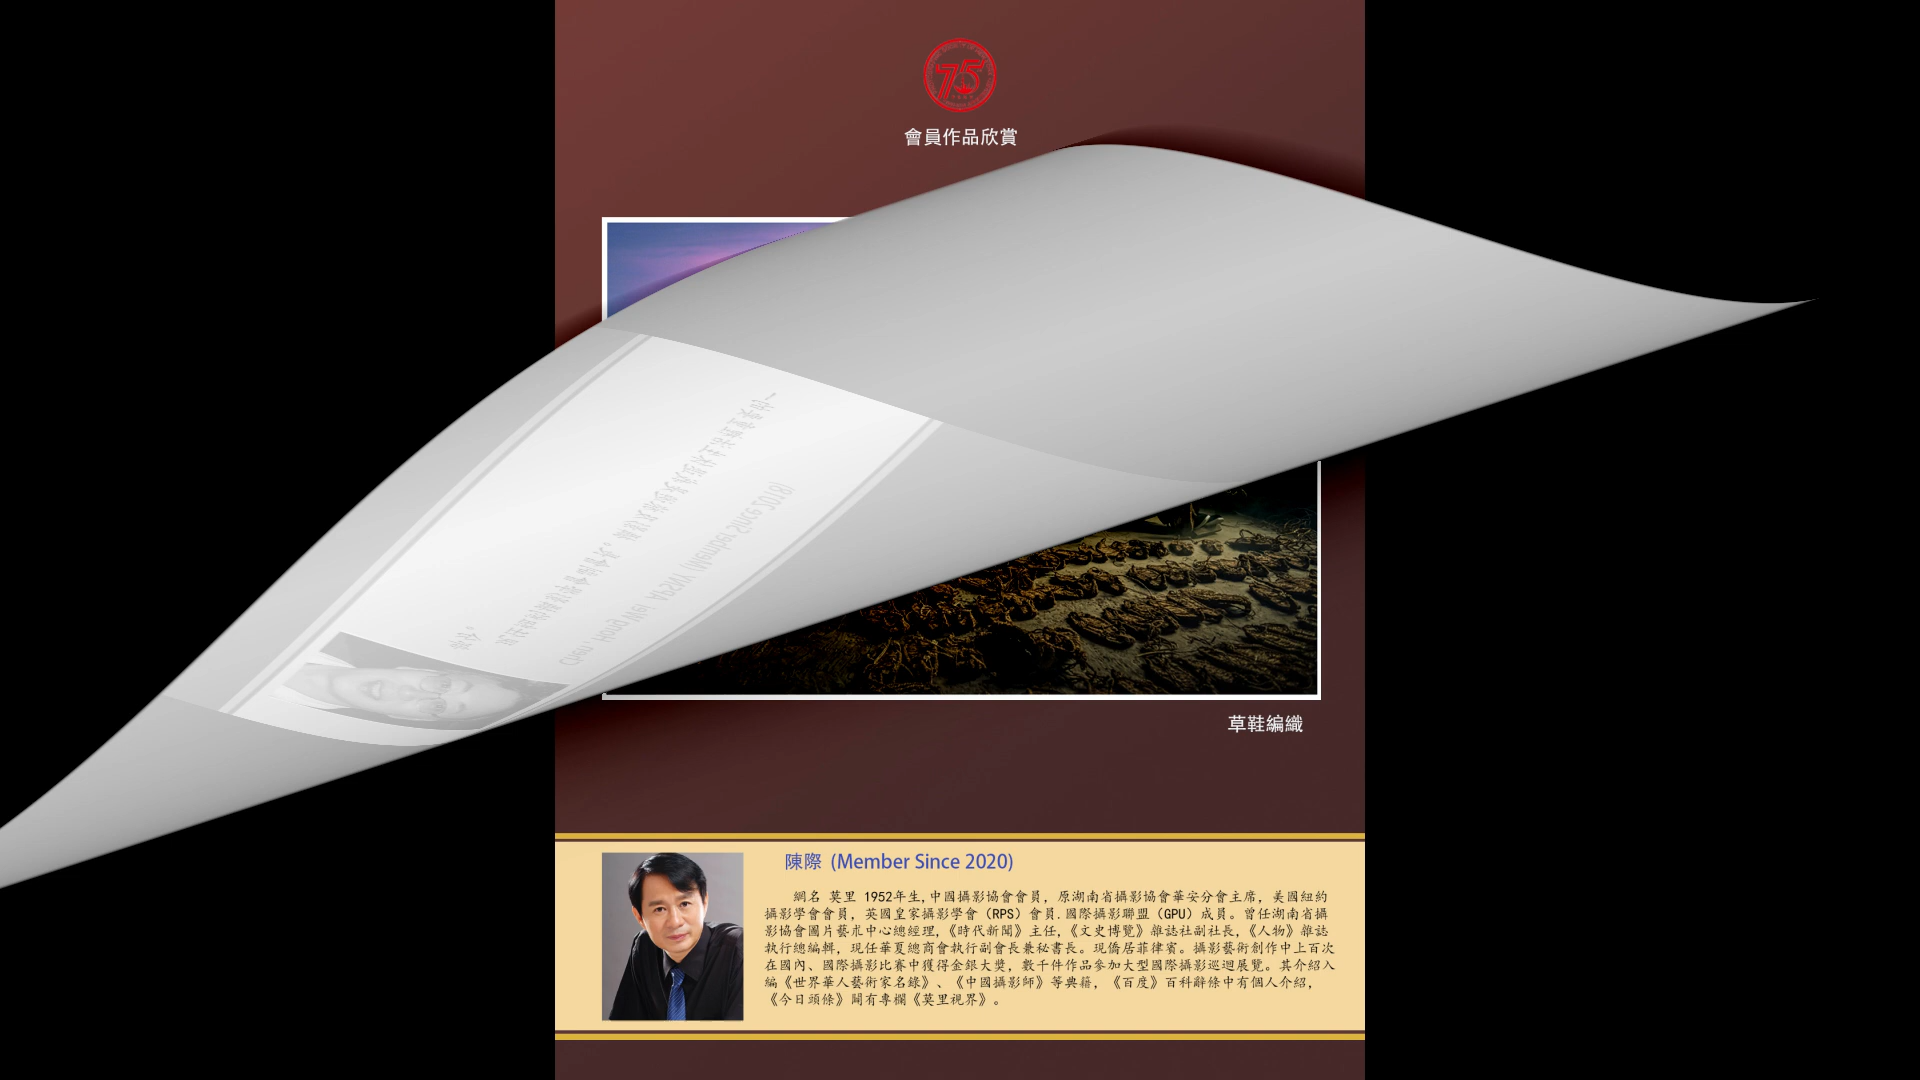 75
會員作品欣賞
Chen, HongWei, APSNY (Member Since 2018)
草鞋編織
陳際 (Member Since 2020)
網名 莫里 1952年生,中國攝影協會會員，原湖南省攝影協會華安分會主席，美國紐約
攝影學會會員，英國皇家攝影學會（RPS）會員.國際攝影聯盟（GPU）成員。曾任湖南省攝
影協會圖片藝朮中心總經理,《時代新聞》主任,《文史博覽》雜誌社副社長,《人物》雜誌
執行總編輯，現任華夏總商會執行副會長兼秘書長。現僑居菲律賓。攝影藝術創作中上百次
在國內、國際攝影比賽中獲得金銀大獎，數千件作品參加大型國際攝影巡迴展覽。其介紹入
編《世界華人藝術家名錄》、《中國攝影師》等典籍，《百度》百科辭條中有個人介紹，
《今日頭條》闢有專欄《莫里視界》。